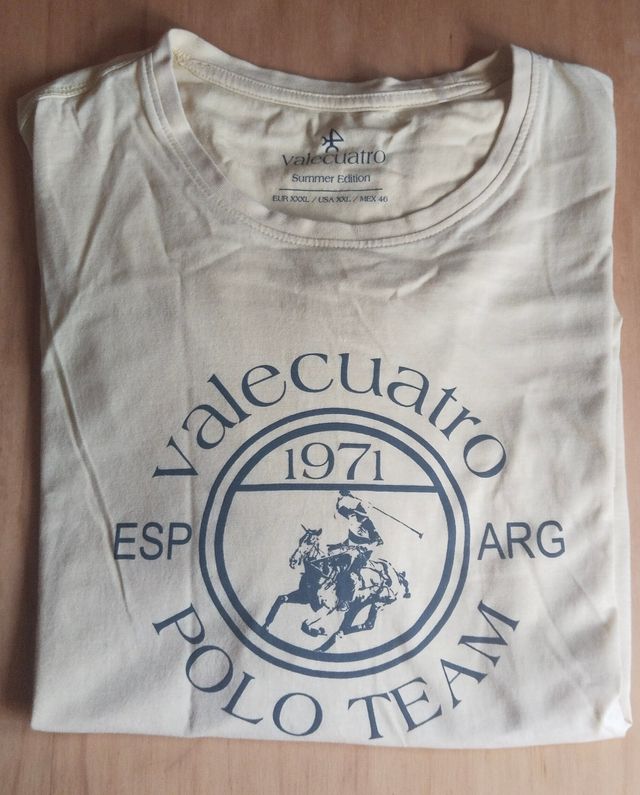 valecuatro
Summer Edition
EUR XXXL / USA XXL / MEX 46
valecuatro
1971
ESP ARG
POLO TEAM